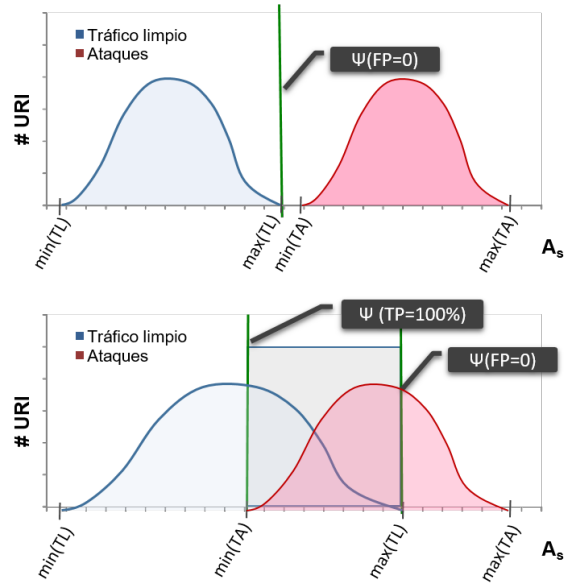 Tráfico limpio
Ataques
Ψ(FP=0)
# URI
min(TL)
max(TL)
min(TA)
max(TA)
As
Ψ (TP=100%)
Tráfico limpio
Ataques
Ψ(FP=0)
# URI
min(TL)
min(TA)
max(TL)
max(TA)
As